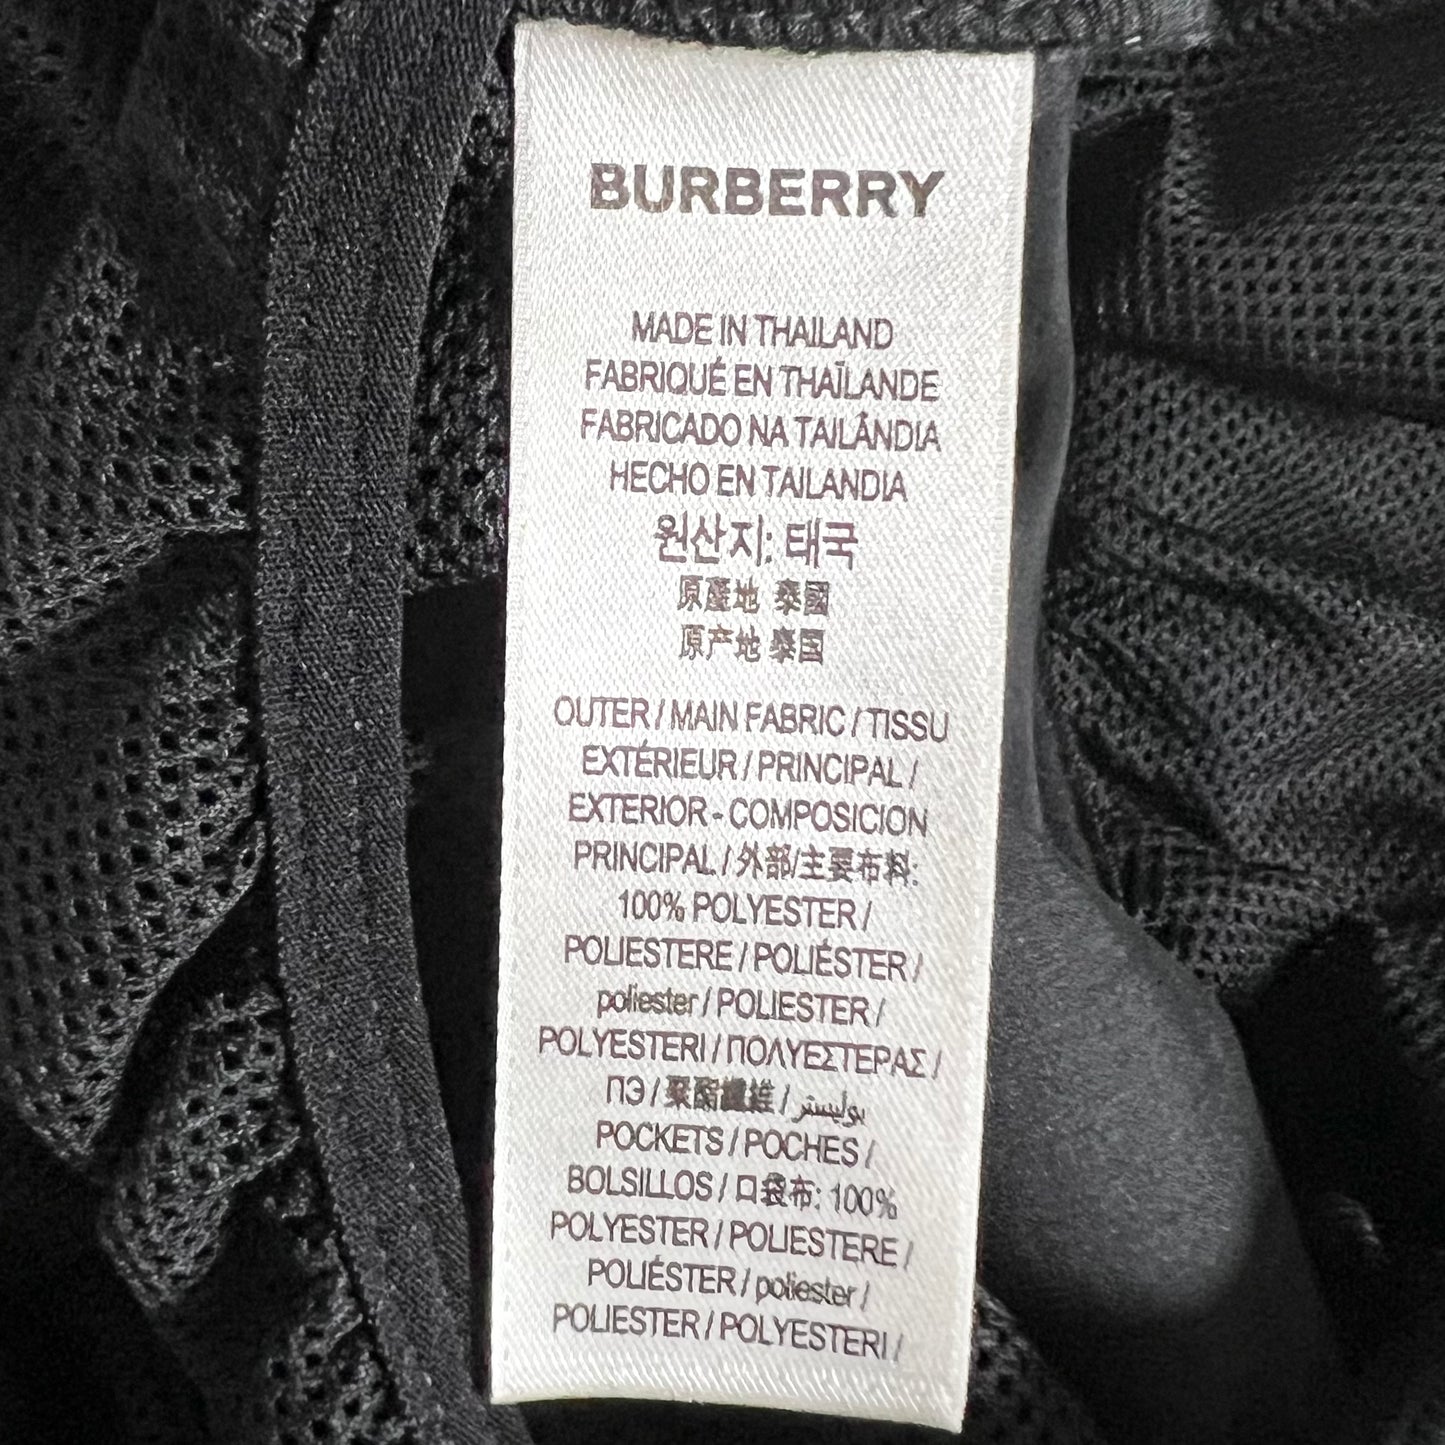 BURBERRY
MADE IN THAILAND
FABRIQUÉ EN THAÏLANDE
FABRICADO NA TAILÂNDIA
HECHO EN TAILANDIA
원산지: 태국
原產地 泰國
原产地 泰国
OUTER / MAIN FABRIC / TISSU
EXTÉRIEUR / PRINCIPAL /
EXTERIOR - COMPOSICION
PRINCIPAL / 外部/主要布料:
100% POLYESTER /
POLIESTERE / POLIÉSTER /
poliester / POLIESTER /
POLYESTERI / ΠΟΛΥΕΣΤΕΡΑΣ /
ПЭ / 聚酯纖維 / بوليستر
POCKETS / POCHES /
BOLSILLOS / 口袋布: 100%
POLYESTER / POLIESTERE /
POLIÉSTER / poliester /
POLIESTER / POLYESTERI /